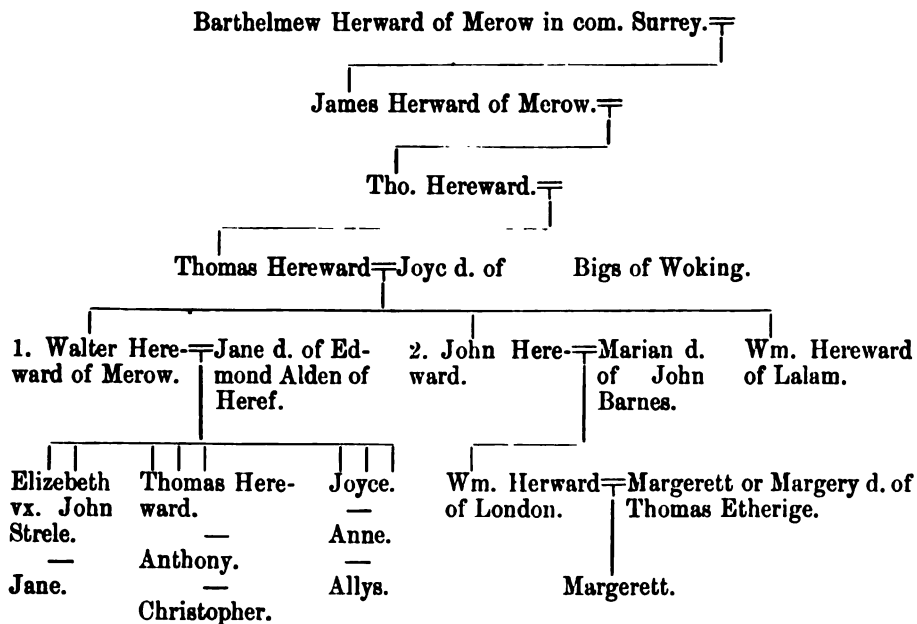 Barthelmew Herward of Merow in com. Surrey.
James Herward of Merow.
Tho. Hereward.
Thomas Hereward Joyc d. of Bigs of Woking.
1. Walter Here-
ward of Merow.
Jane d. of Ed-
mond Alden of
Heref.
2. John Here-
ward.
Marian d.
of John
Barnes.
Wm. Hereward
of Lalam.
Elizebeth
vx. John
Strele.
—
Jane.
Thomas Here-
ward.
—
Anthony.
—
Christopher.
Joyce.
—
Anne.
—
Allys.
Wm. Herward
of London.
Margerett or Margery d. of
Thomas Etherige.
Margerett.